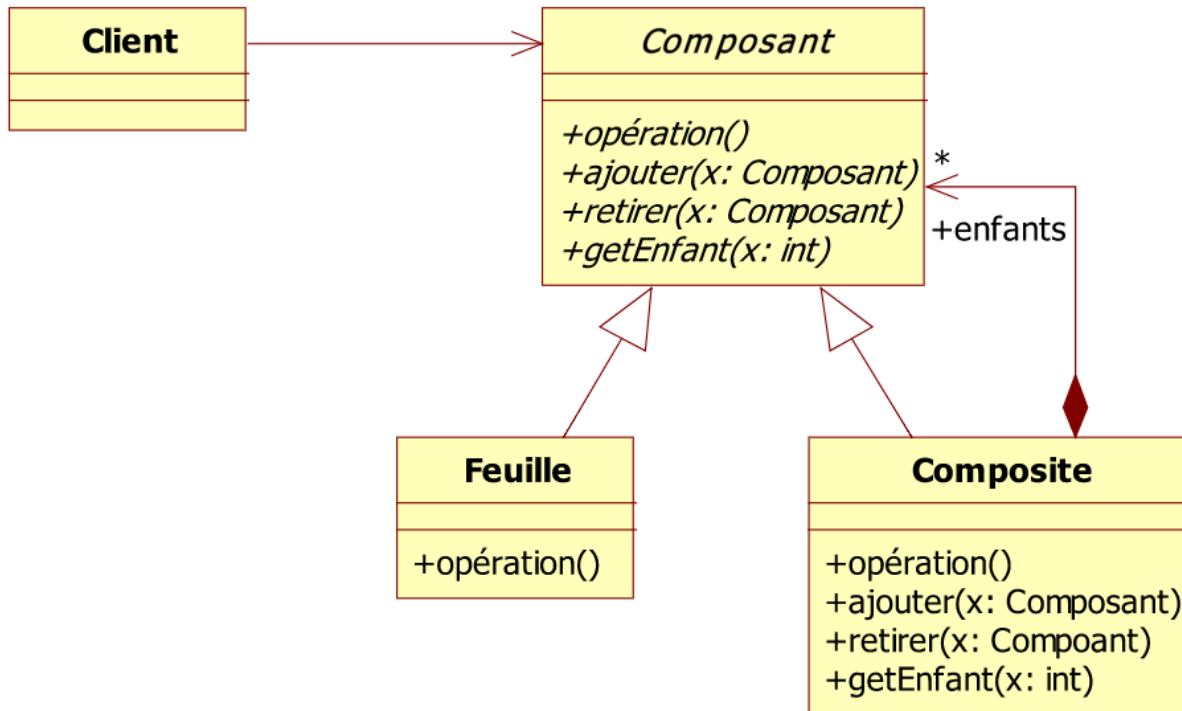 Client
Composant
+opération()
+ajouter(x: Composant)
+retirer(x: Composant)
+getEnfant(x: int)
*
+enfants
Feuille
+opération()
Composite
+opération()
+ajouter(x: Composant)
+retirer(x: Compoant)
+getEnfant(x: int)